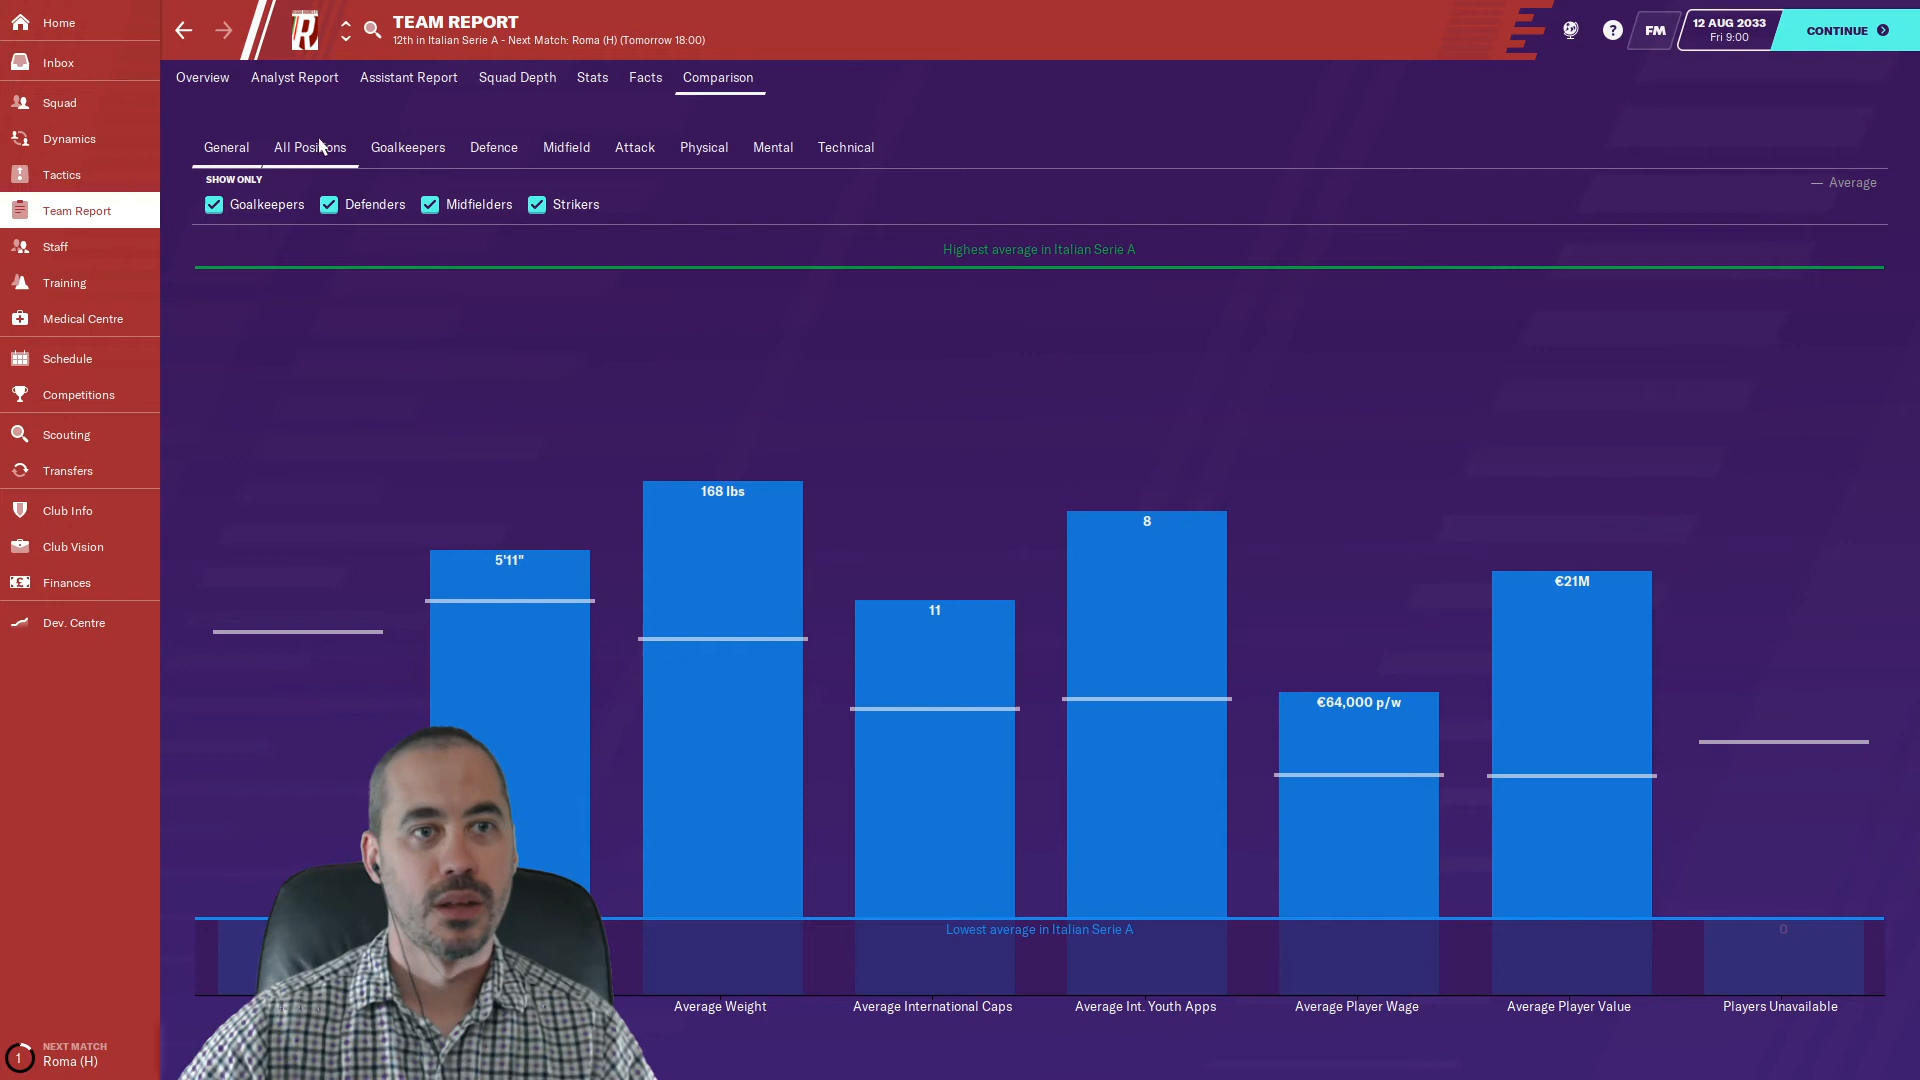 Home
Inbox
Squad
Dynamics
Tactics
Team Report
Staff
Training
Medical Centre
Schedule
Competitions
Scouting
Transfers
Club Info
Club Vision
Finances
Dev. Centre
NEXT MATCH
1
Roma (H)
R
TEAM REPORT
12th in Italian Serie A - Next Match: Roma (H) (Tomorrow 18:00)
?
FM
12 AUG 2033
Fri 9:00
CONTINUE
Overview Analyst Report Assistant Report Squad Depth Stats Facts Comparison
General All Positions Goalkeepers Defence Midfield Attack Physical Mental Technical
SHOW ONLY
Average
Goalkeepers Defenders Midfielders Strikers
Highest average in Italian Serie A
168 lbs
8
5'11"
€21M
11
€64,000 p/w
Lowest average in Italian Serie A
0
Average Weight Average International Caps Average Int. Youth Apps Average Player Wage Average Player Value Players Unavailable